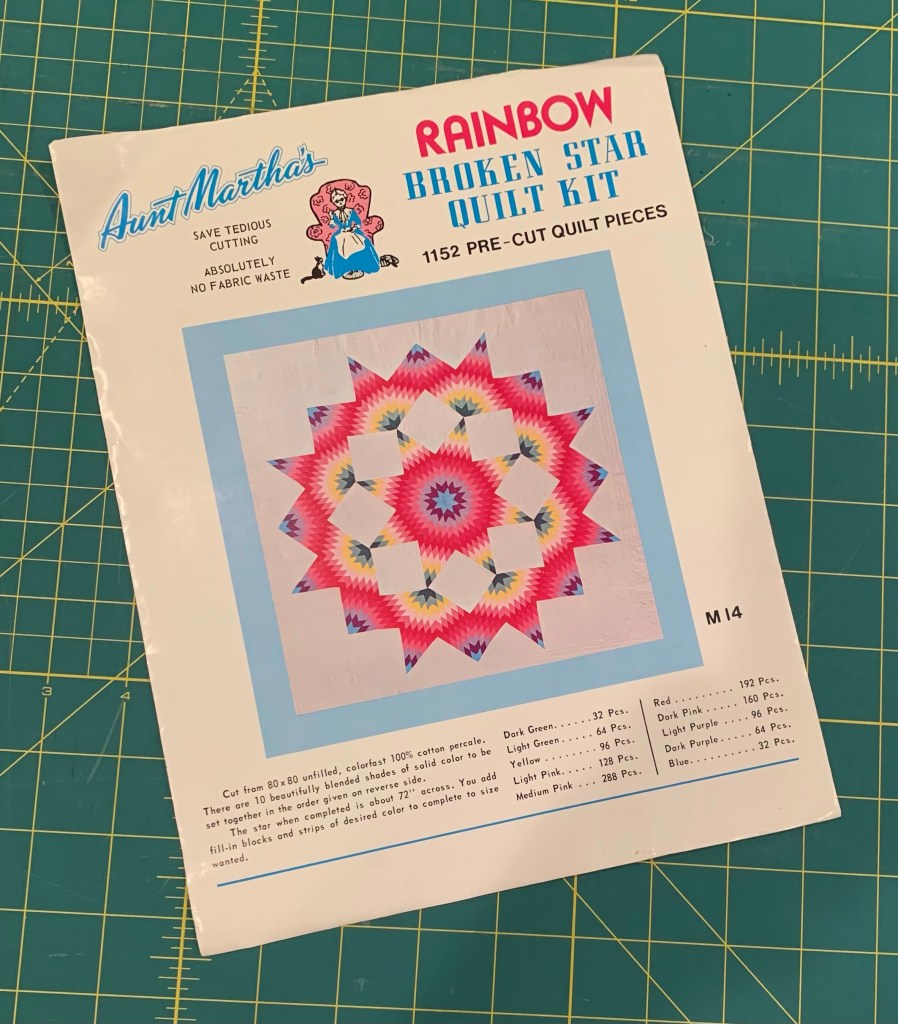 Aunt Martha's
SAVE TEDIOUS
CUTTING
ABSOLUTELY
NO FABRIC WASTE
RAINBOW
BROKEN STAR
QUILT KIT
1152 PRE-CUT QUILT PIECES
M 14
Cut from 80 x 80 unfilled, colorfast 100% cotton percale.
There are 10 beautifully blended shades of solid color to be
set together in the order given on reverse side.
The star when completed is about 72" across. You add
fill-in blocks and strips of desired color to complete to size
wanted.
Dark Green......32 Pcs.
Light Green.....64 Pcs.
Yellow ........96 Pcs.
Light Pink.....128 Pcs.
Medium Pink ...288 Pcs.
Red .........192 Pcs.
Dark Pink .....160 Pcs.
Light Purple ....96 Pcs.
Dark Purple.....64 Pcs.
Blue..........32 Pcs.
3
4